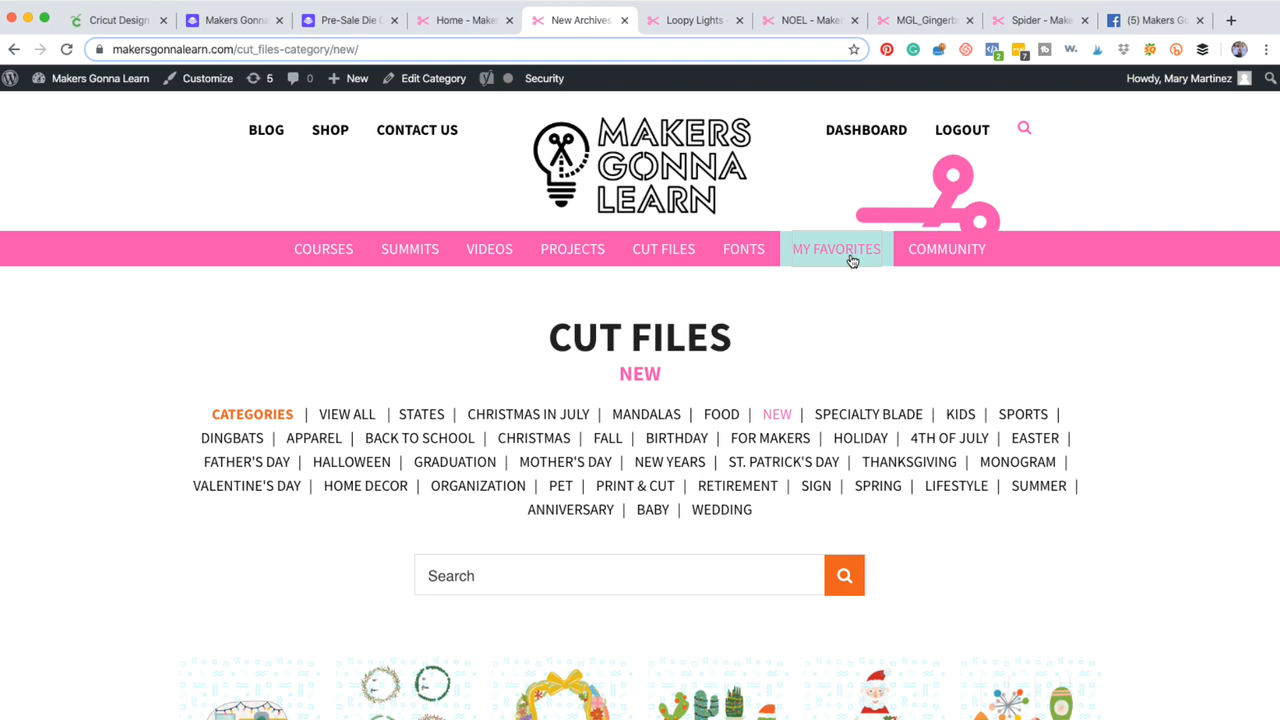 Cricut Design Makers Gonna Pre-Sale Die C Home - Make New Archives Loopy Lights NOEL - Maker MGL_Gingerb Spider - Make (5) Makers Go
makersgonnalearn.com/cut_files-category/new/
2 7
Makers Gonna Learn Customize 5 0 New Edit Category Security Howdy, Mary Martinez
BLOG SHOP CONTACT US MAKERS GONNA LEARN DASHBOARD LOGOUT
COURSES SUMMITS VIDEOS PROJECTS CUT FILES FONTS MY FAVORITES COMMUNITY
CUT FILES
NEW
CATEGORIES | VIEW ALL | STATES | CHRISTMAS IN JULY | MANDALAS | FOOD | NEW | SPECIALTY BLADE | KIDS | SPORTS |
DINGBATS | APPAREL | BACK TO SCHOOL | CHRISTMAS | FALL | BIRTHDAY | FOR MAKERS | HOLIDAY | 4TH OF JULY | EASTER |
FATHER'S DAY | HALLOWEEN | GRADUATION | MOTHER'S DAY | NEW YEARS | ST. PATRICK'S DAY | THANKSGIVING | MONOGRAM |
VALENTINE'S DAY | HOME DECOR | ORGANIZATION | PET | PRINT & CUT | RETIREMENT | SIGN | SPRING | LIFESTYLE | SUMMER |
ANNIVERSARY | BABY | WEDDING
Search